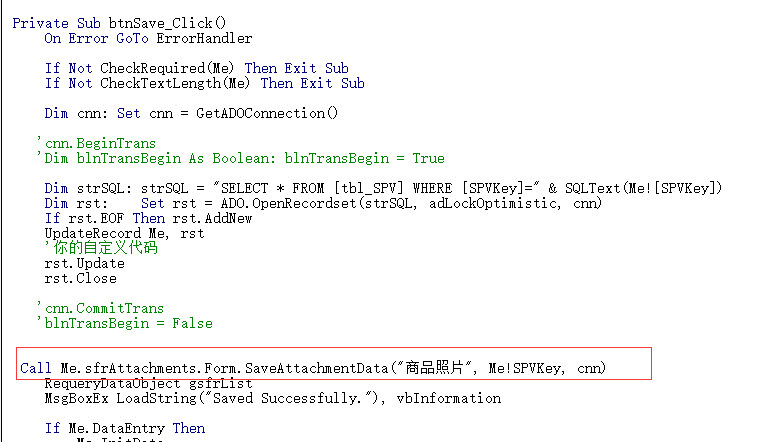 Private Sub btnSave_Click()
On Error GoTo ErrorHandler
If Not CheckRequired(Me) Then Exit Sub
If Not CheckTextLength(Me) Then Exit Sub
Dim cnn: Set cnn = GetADOConnection()
'cnn.BeginTrans
'Dim blnTransBegin As Boolean: blnTransBegin = True
Dim strSQL: strSQL = "SELECT * FROM [tbl_SPV] WHERE [SPVKey]=" & SQLText(Me![SPVKey])
Dim rst:    Set rst = ADO.OpenRecordset(strSQL, adLockOptimistic, cnn)
If rst.EOF Then rst.AddNew
UpdateRecord Me, rst
'你的自定义代码
rst.Update
rst.Close
'cnn.CommitTrans
'blnTransBegin = False
Call Me.sfrAttachments.Form.SaveAttachmentData("商品照片", Me!SPVKey, cnn)
RequeryDataObject gsfrList
MsgBoxEx LoadString("Saved Successfully."), vbInformation
If Me.DataEntry Then
Me.InitData